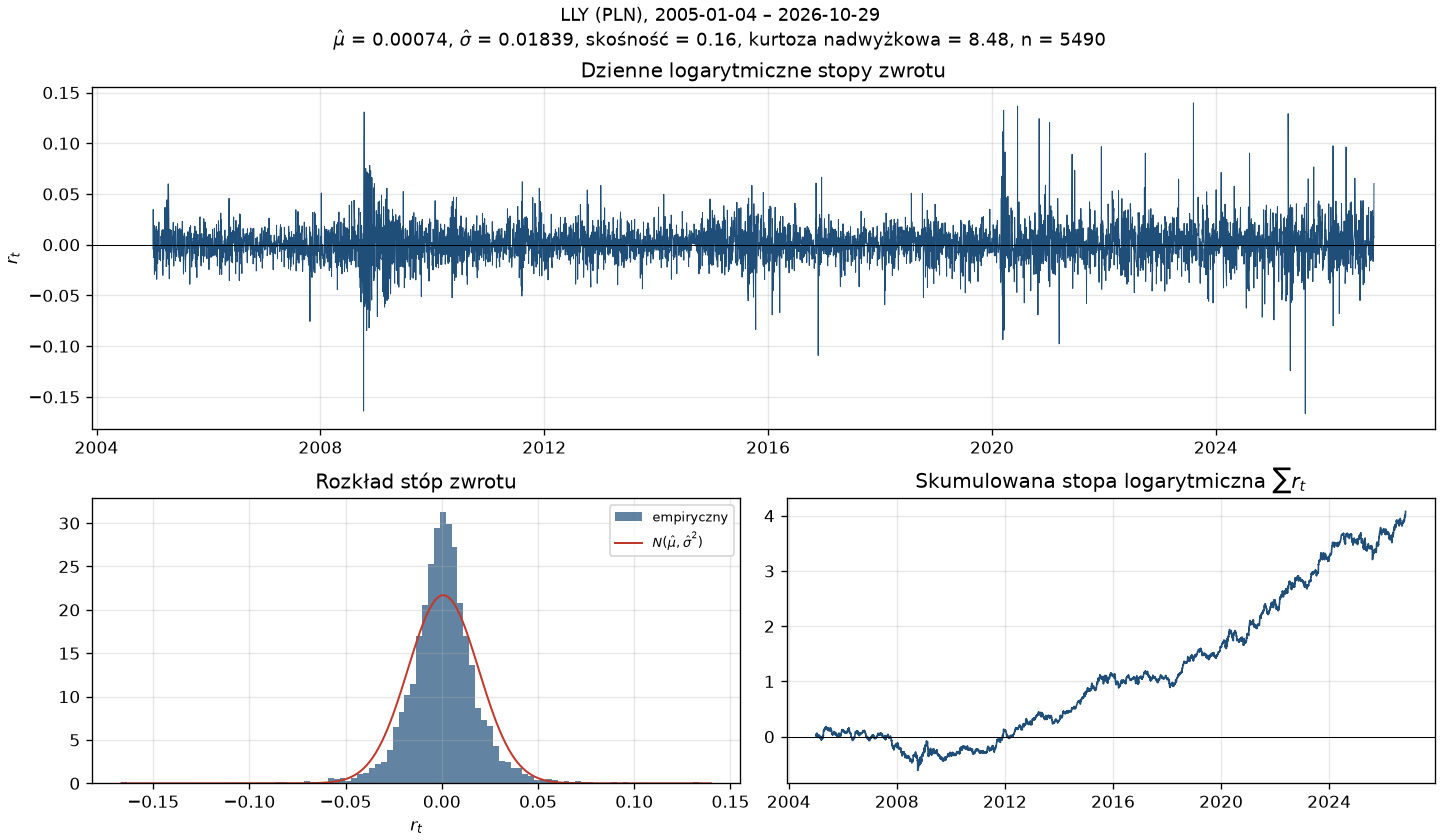 LLY (PLN), 2005-01-04 – 2026-10-29
μ̂ = 0.00074, σ̂ = 0.01839, skośność = 0.16, kurtoza nadwyżkowa = 8.48, n = 5490
Dzienne logarytmiczne stopy zwrotu
0.15
0.10
0.05
0.00
−0.05
−0.10
−0.15
r_t
2004 2008 2012 2016 2020 2024
Rozkład stóp zwrotu
30
25
20
15
10
5
0
empiryczny
N(μ̂, σ̂²)
−0.15 −0.10 −0.05 0.00 0.05 0.10 0.15
r_t
Skumulowana stopa logarytmiczna ∑r_t
4
3
2
1
0
2004 2008 2012 2016 2020 2024